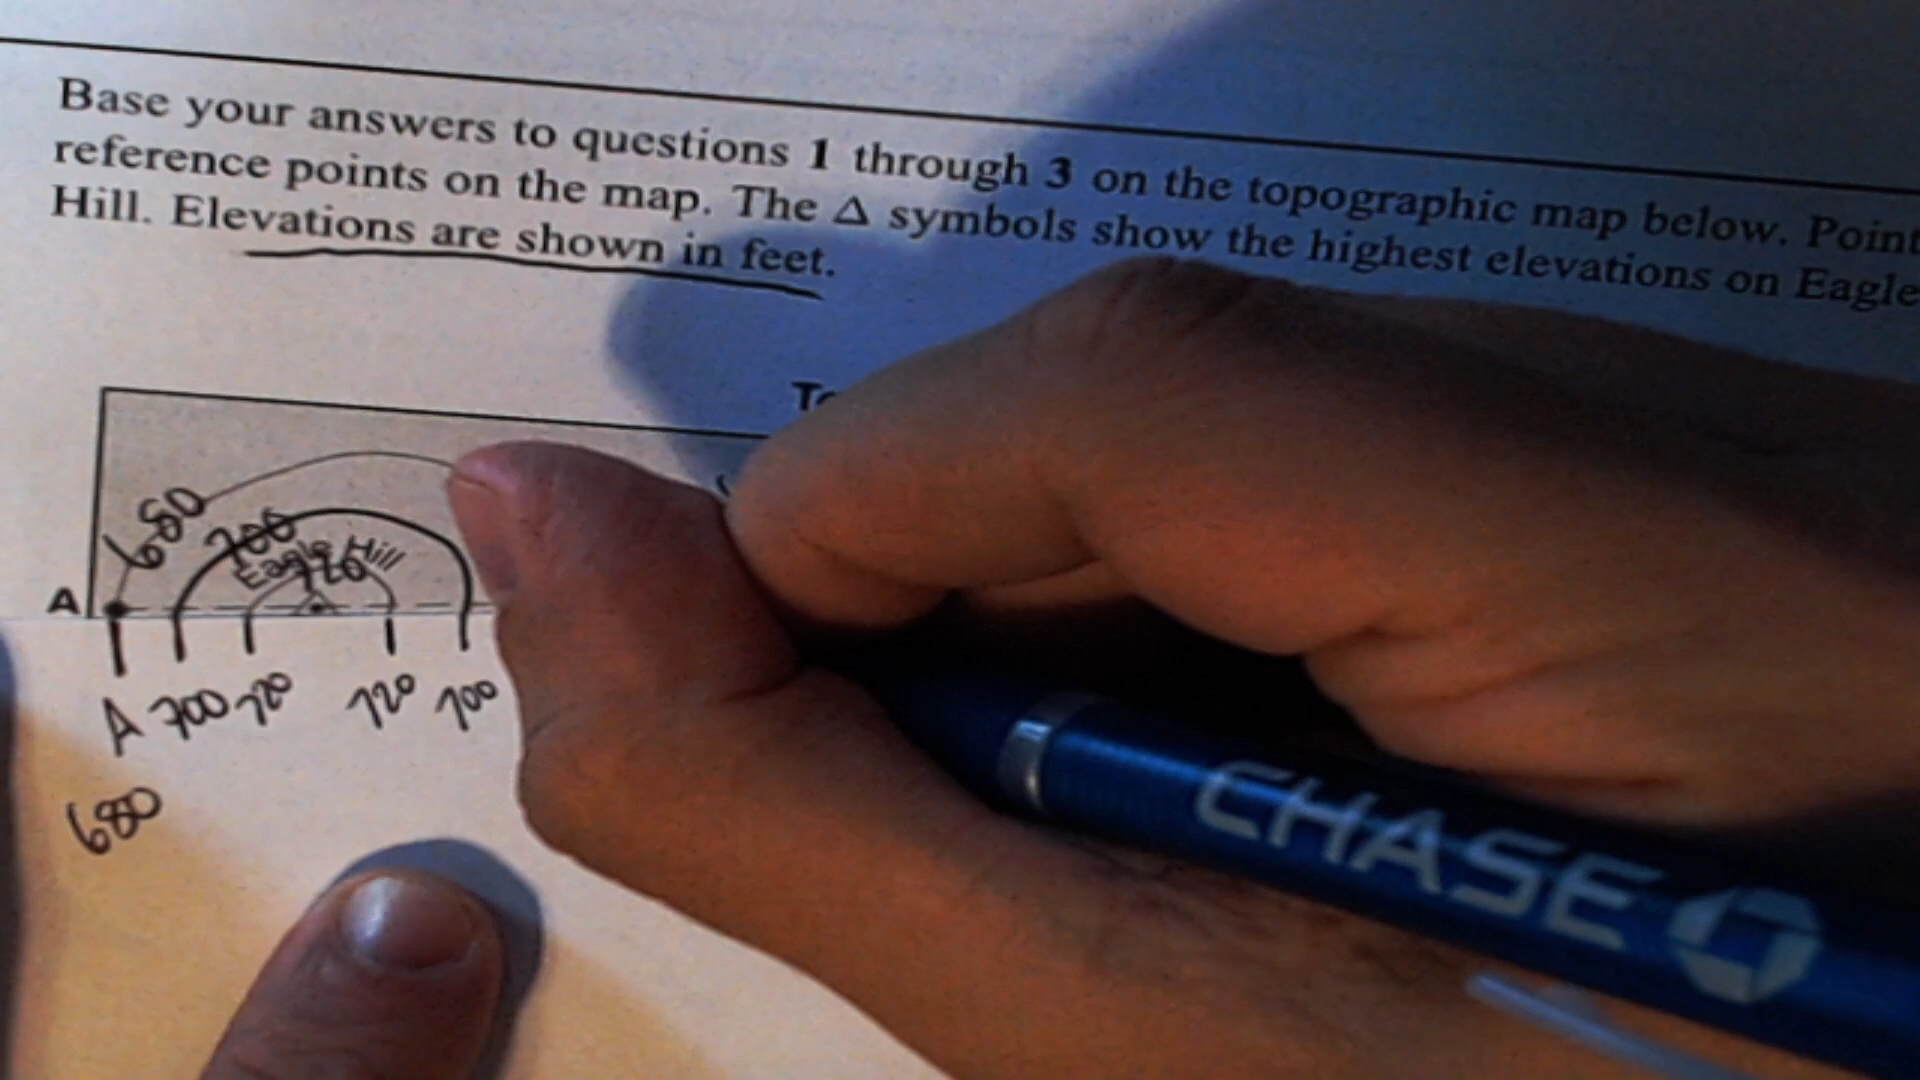 Base your answers to questions 1 through 3 on the topographic map below. Point
reference points on the map. The Δ symbols show the highest elevations on Eagle
Hill. Elevations are shown in feet.
680
700
Eagle Hill
720
A
A 700 720 720 700
680
CHASE